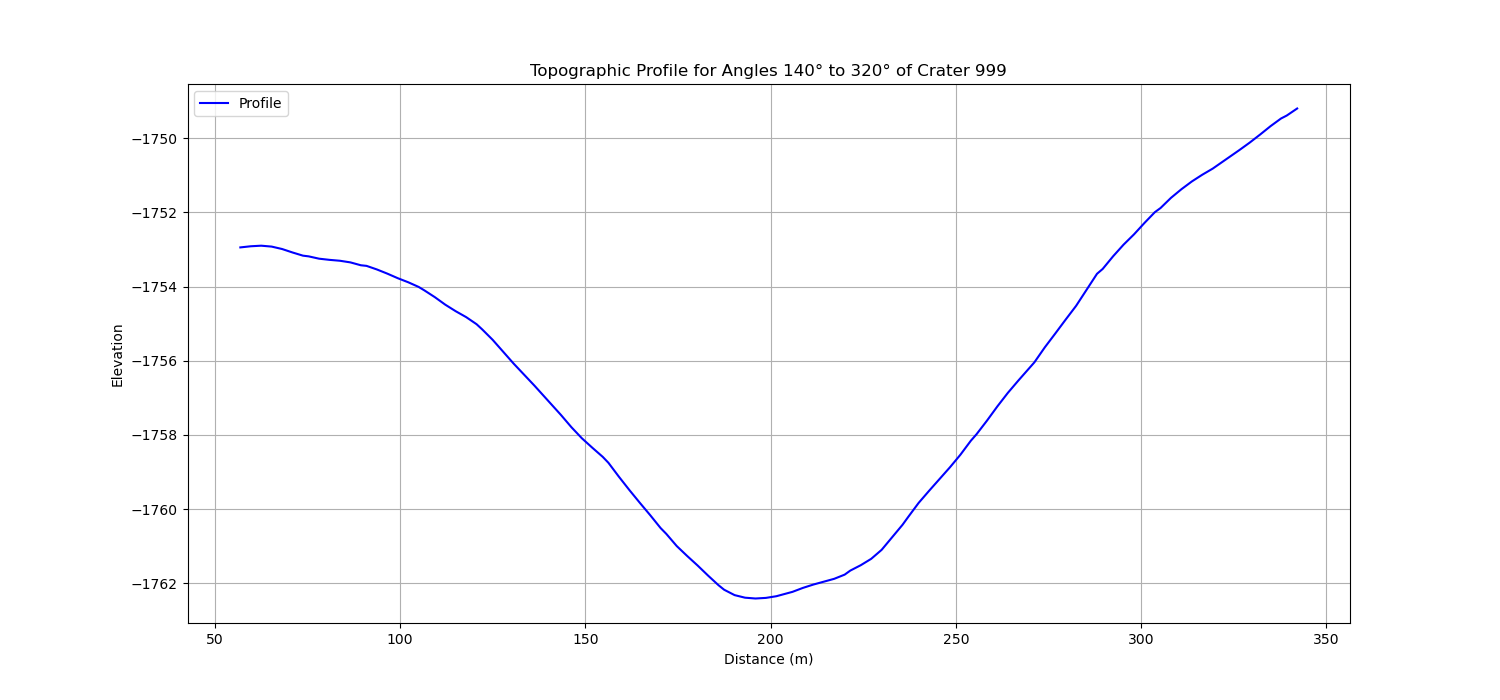 Topographic Profile for Angles 140° to 320° of Crater 999
Profile
−1750
−1752
−1754
−1756
−1758
−1760
−1762
Elevation
50 100 150 200 250 300 350
Distance (m)